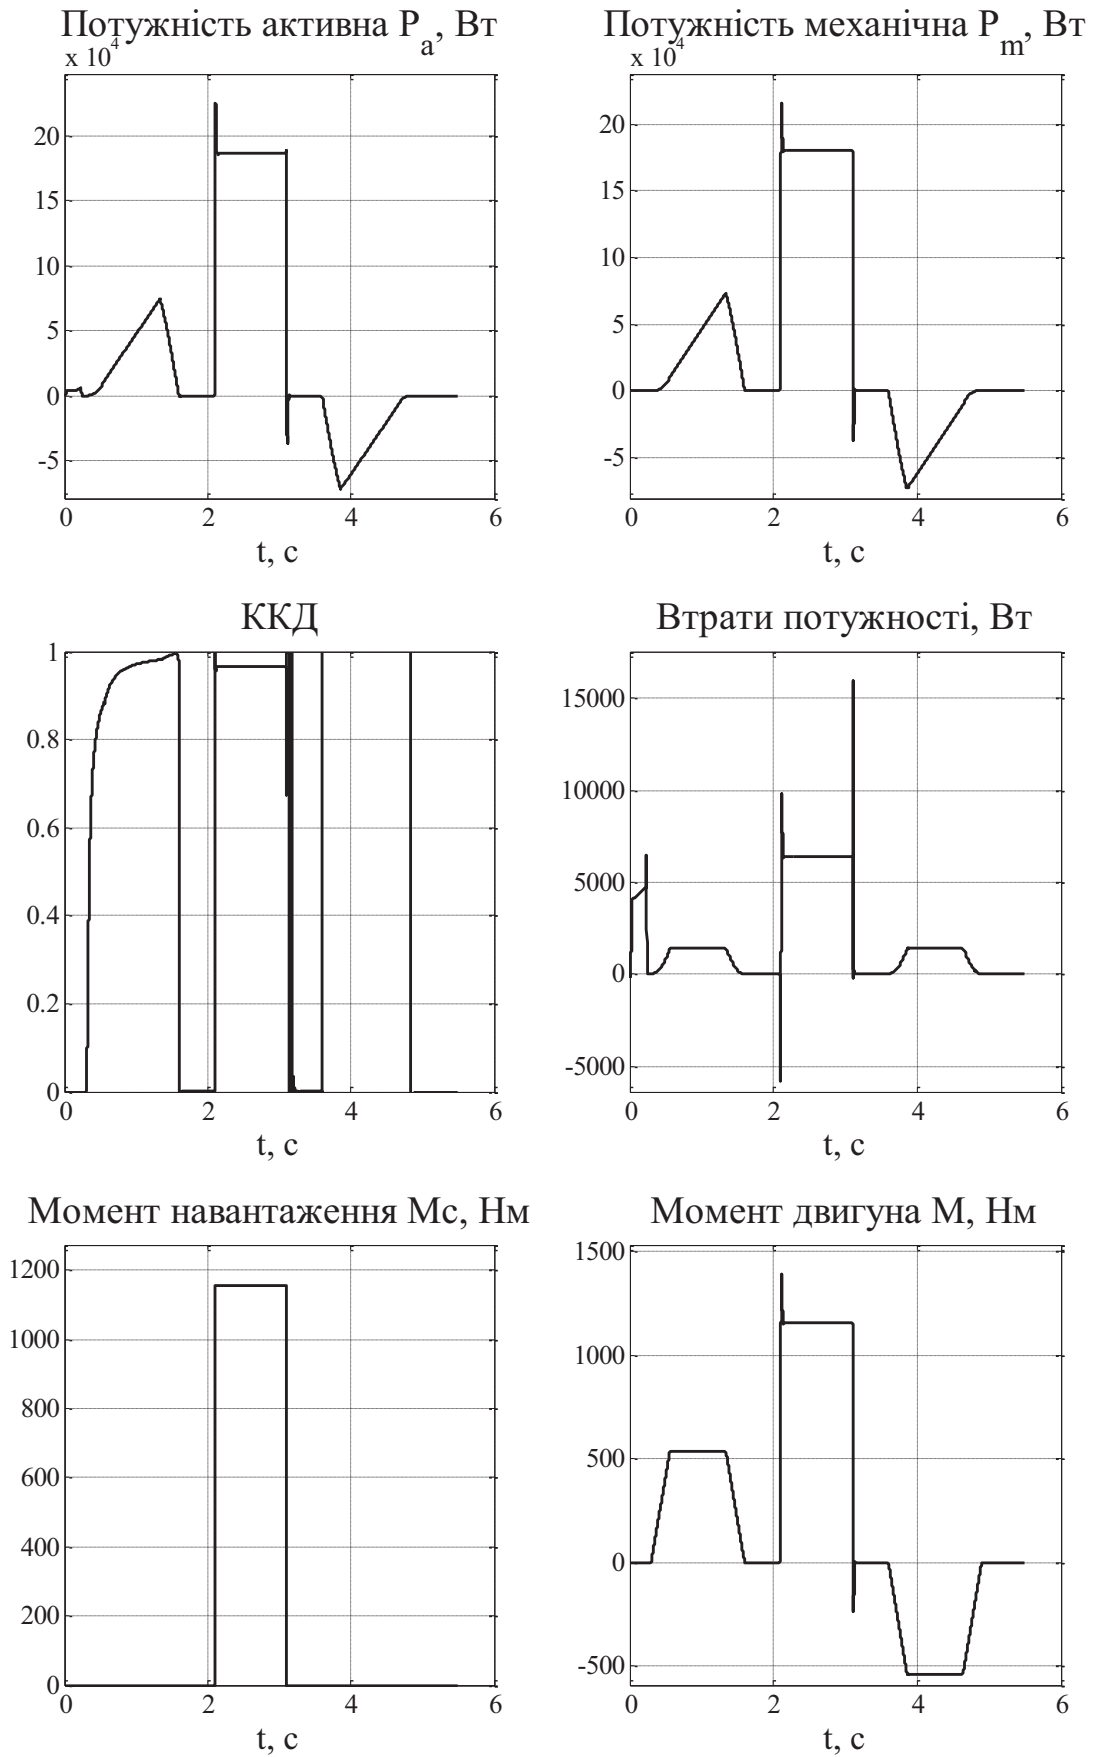 Потужність активна Pa, Вт
x 10^4
20
15
10
5
0
-5
0 2 4 6
t, с
Потужність механічна Pm, Вт
x 10^4
20
15
10
5
0
-5
0 2 4 6
t, с
ККД
1
0.8
0.6
0.4
0.2
0
0 2 4 6
t, с
Втрати потужності, Вт
15000
10000
5000
0
-5000
0 2 4 6
t, с
Момент навантаження Мс, Нм
1200
1000
800
600
400
200
0
0 2 4 6
t, с
Момент двигуна М, Нм
1500
1000
500
0
-500
0 2 4 6
t, с